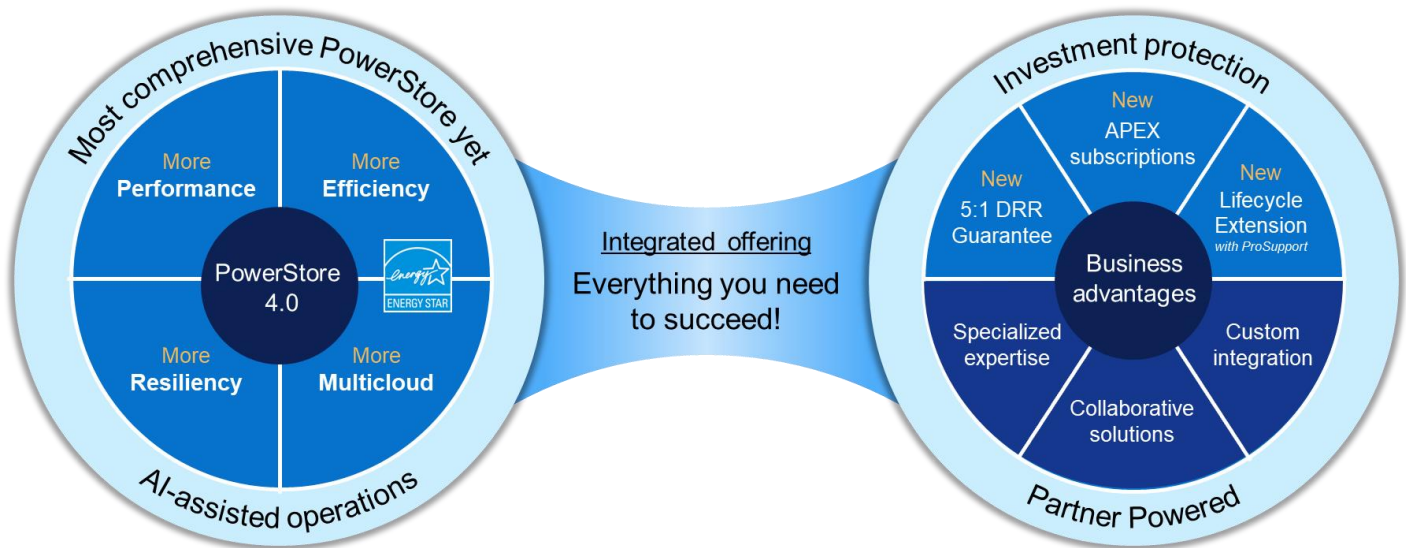 Most comprehensive PowerStore yet
More
Performance
More
Efficiency
PowerStore
4.0
energy
ENERGY STAR
More
Resiliency
More
Multicloud
AI-assisted operations
Integrated offering
Everything you need
to succeed!
Investment protection
New
APEX
subscriptions
New
5:1 DRR
Guarantee
New
Lifecycle
Extension
with ProSupport
Business
advantages
Specialized
expertise
Custom
integration
Collaborative
solutions
Partner Powered